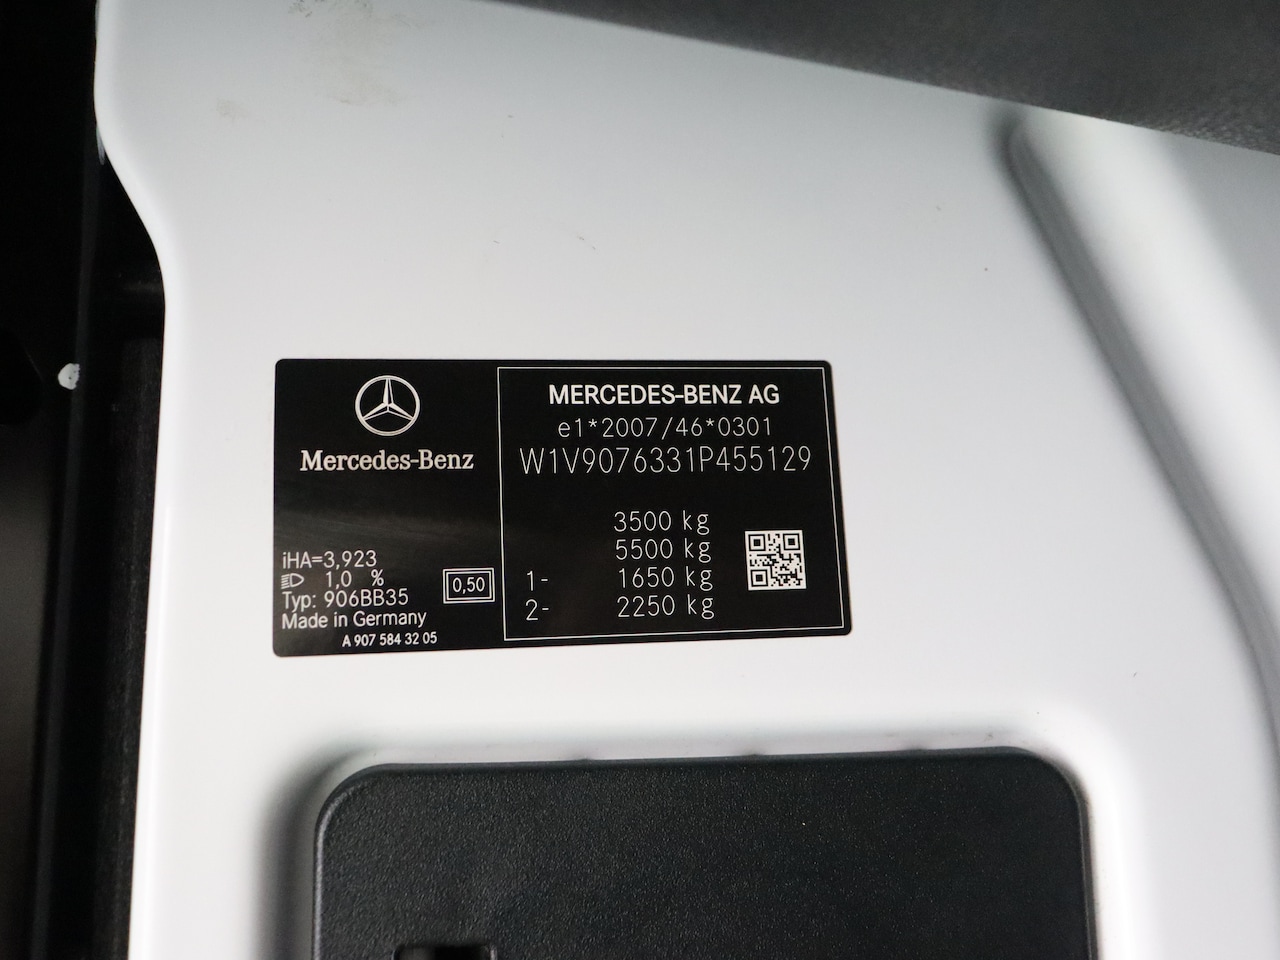 Mercedes-Benz
iHA=3,923
1,0 %
Typ: 906BB35
Made in Germany
A 907 584 32 05
0,50
MERCEDES-BENZ AG
e1*2007/46*0301
W1V9076331P455129
3500 kg
5500 kg
1- 1650 kg
2- 2250 kg